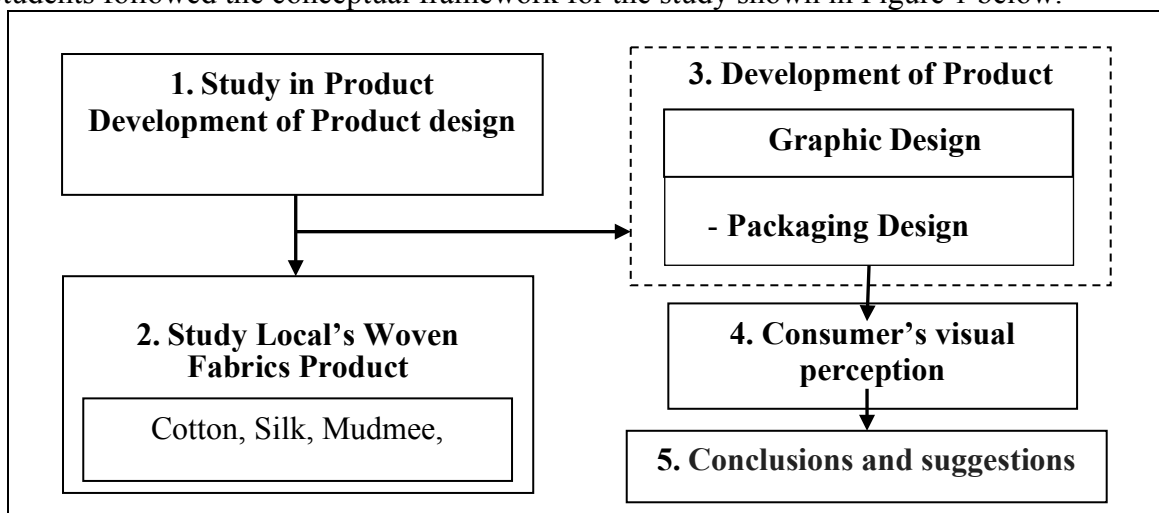 students followed the conceptual framework for the study shown in Figure 1 below.
1. Study in Product
Development of Product design
2. Study Local's Woven
Fabrics Product
Cotton, Silk, Mudmee,
3. Development of Product
Graphic Design
- Packaging Design
4. Consumer's visual
perception
5. Conclusions and suggestions